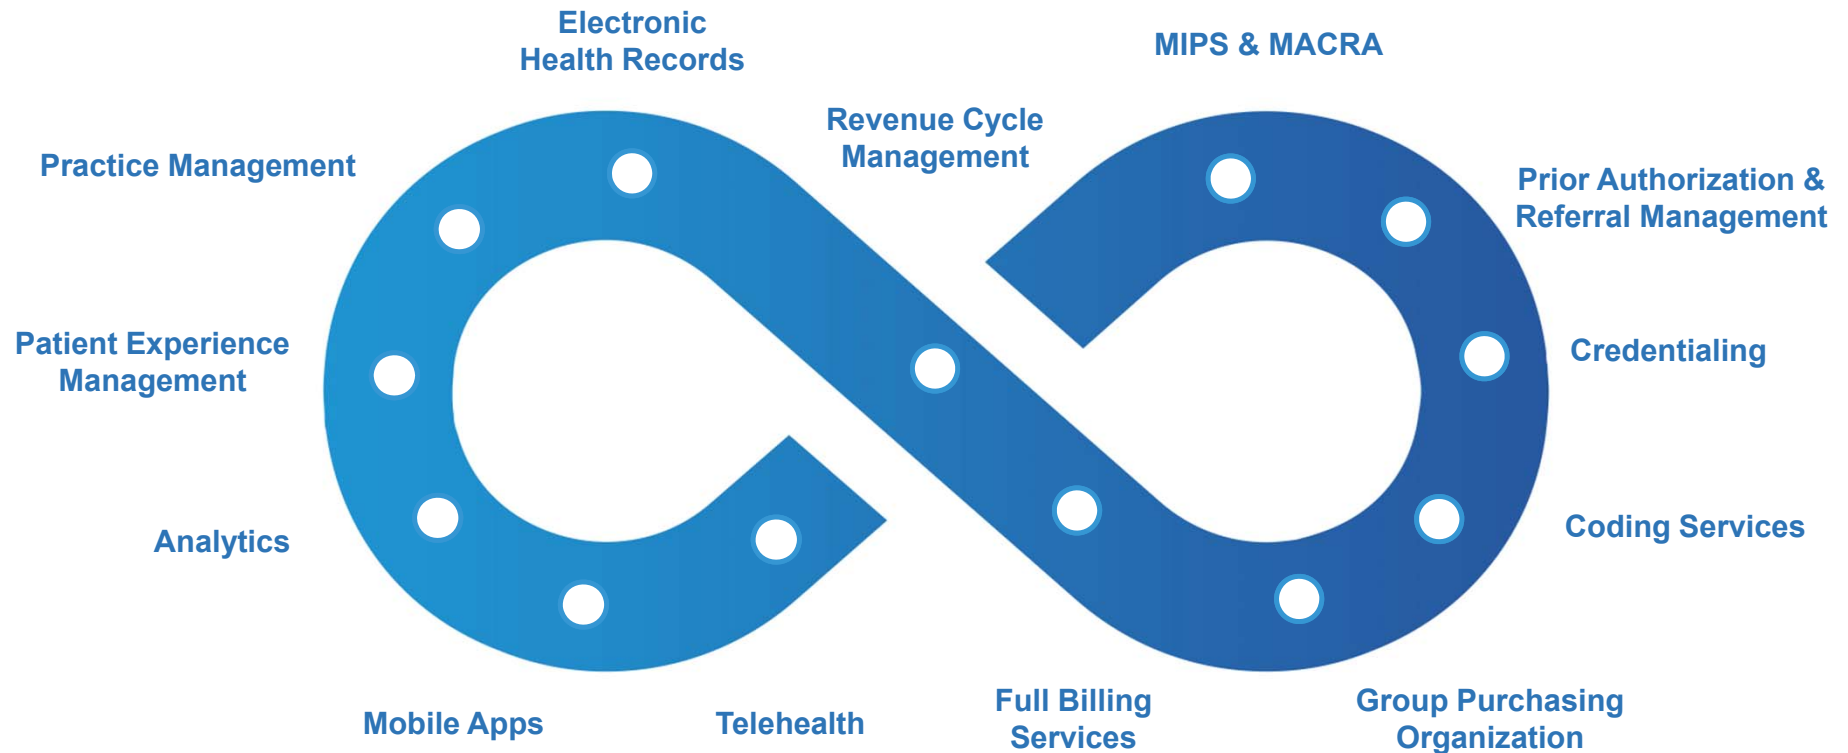 Electronic
Health Records
MIPS & MACRA
Revenue Cycle
Management
Practice Management
Prior Authorization &
Referral Management
Patient Experience
Management
Credentialing
Analytics
Coding Services
Mobile Apps
Telehealth
Full Billing
Services
Group Purchasing
Organization